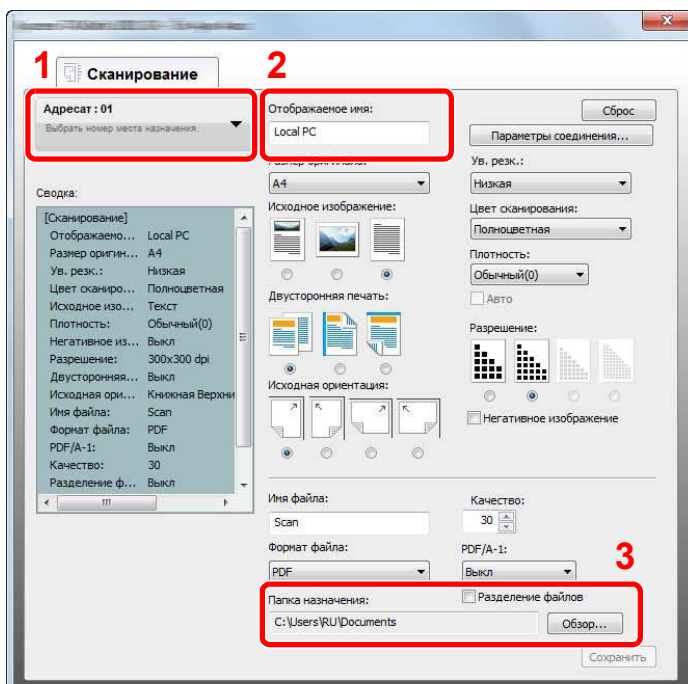 1
2
Сканирование
Адресат : 01
Выбрать номер места назначения.
Отображаемое имя:
Local PC
Сброс
Параметры соединения...
Размер оригинала:
A4
Ув. резк.:
Низкая
Сводка:
[Сканирование]
Отображаемо... Local PC
Размер оригин... A4
Ув. резк.: Низкая
Цвет сканиро... Полноцветная
Исходное изо... Текст
Плотность: Обычный(0)
Негативное из... Выкл
Разрешение: 300x300 dpi
Двусторонняя... Выкл
Исходная ори... Книжная Верхни
Имя файла: Scan
Формат файла: PDF
PDF/A-1: Выкл
Качество: 30
Разделение ф... Выкл
Исходное изображение:
Цвет сканирования:
Полноцветная
Плотность:
Обычный(0)
Авто
Двусторонняя печать:
Разрешение:
Исходная ориентация:
Негативное изображение
Имя файла:
Scan
Качество:
30
Формат файла:
PDF
PDF/A-1:
Выкл
3
Папка назначения:
Разделение файлов
C:\Users\RU\Documents
Обзор...
Сохранить